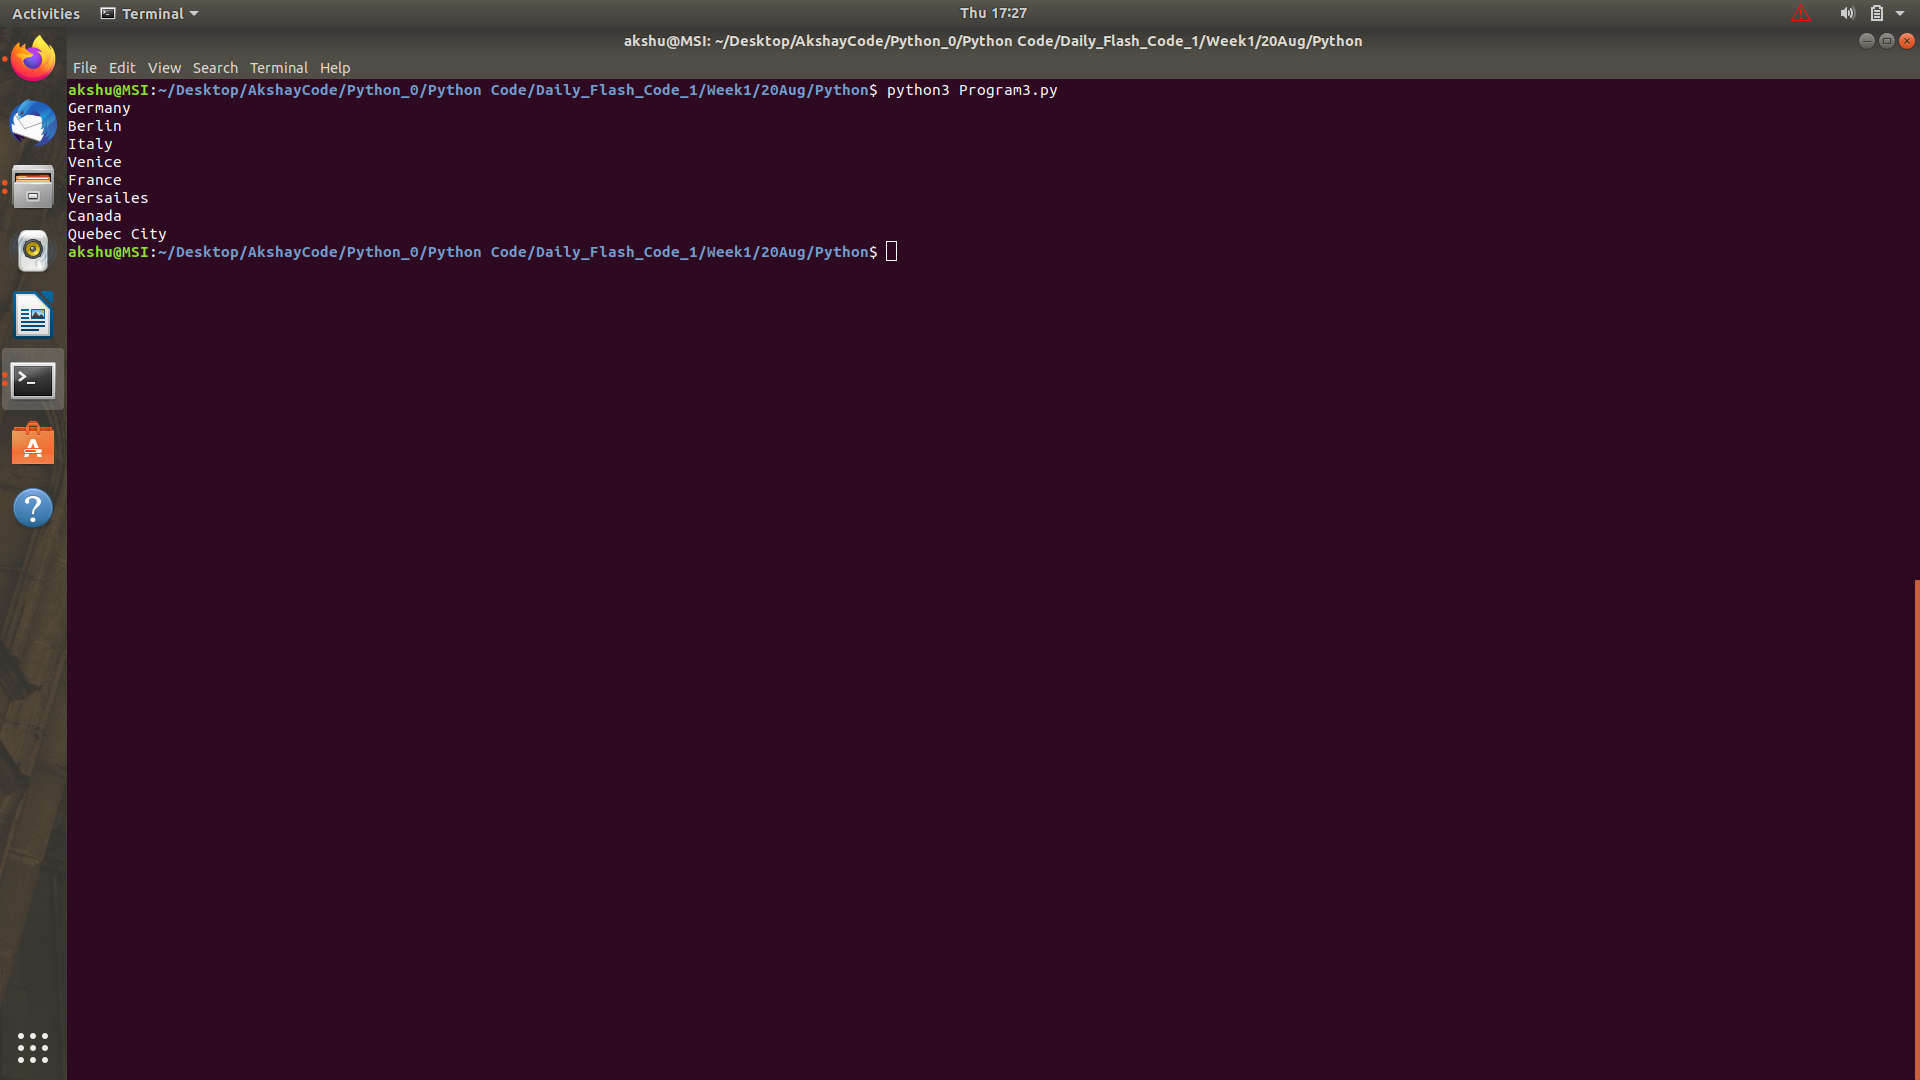 Activities Terminal Thu 17:27
akshu@MSI: ~/Desktop/AkshayCode/Python_0/Python Code/Daily_Flash_Code_1/Week1/20Aug/Python
File Edit View Search Terminal Help
akshu@MSI:~/Desktop/AkshayCode/Python_0/Python Code/Daily_Flash_Code_1/Week1/20Aug/Python$ python3 Program3.py
Germany
Berlin
Italy
Venice
France
Versailes
Canada
Quebec City
akshu@MSI:~/Desktop/AkshayCode/Python_0/Python Code/Daily_Flash_Code_1/Week1/20Aug/Python$